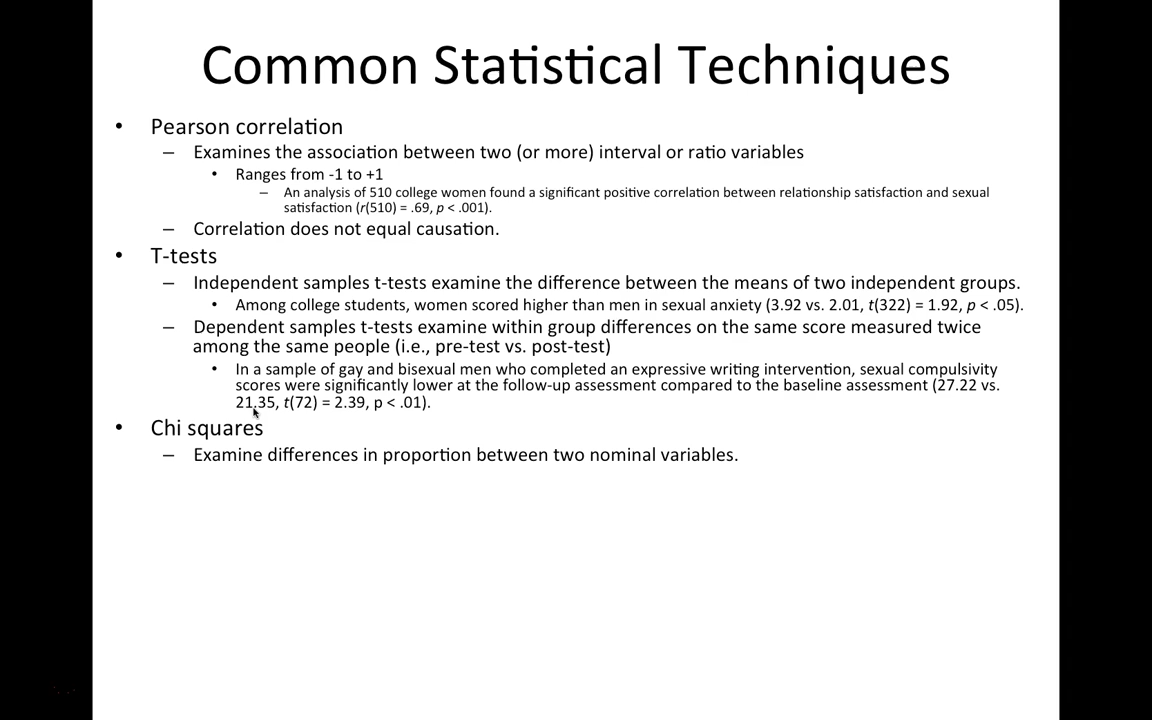 Common Statistical Techniques
• Pearson correlation
– Examines the association between two (or more) interval or ratio variables
• Ranges from -1 to +1
– An analysis of 510 college women found a significant positive correlation between relationship satisfaction and sexual
satisfaction (r(510) = .69, p < .001).
– Correlation does not equal causation.
• T-tests
– Independent samples t-tests examine the difference between the means of two independent groups.
• Among college students, women scored higher than men in sexual anxiety (3.92 vs. 2.01, t(322) = 1.92, p < .05).
– Dependent samples t-tests examine within group differences on the same score measured twice
among the same people (i.e., pre-test vs. post-test)
• In a sample of gay and bisexual men who completed an expressive writing intervention, sexual compulsivity
scores were significantly lower at the follow-up assessment compared to the baseline assessment (27.22 vs.
21.35, t(72) = 2.39, p < .01).
• Chi squares
– Examine differences in proportion between two nominal variables.